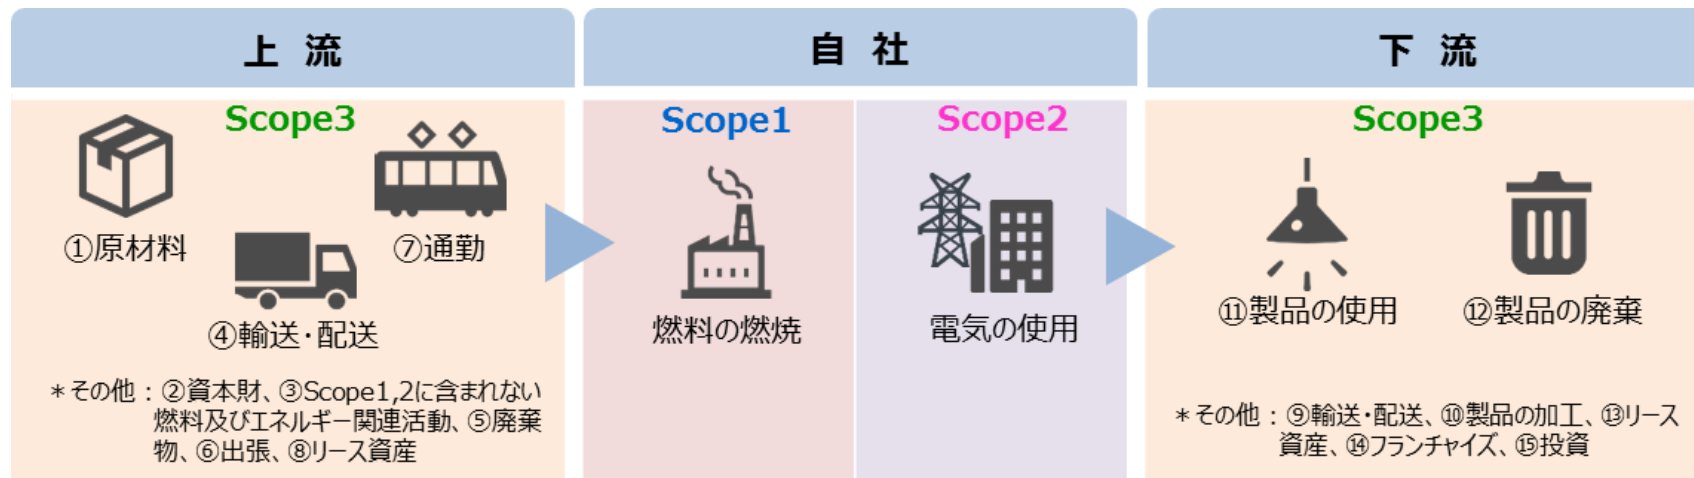 上流
自社
下流
Scope3
①原材料
⑦通勤
④輸送・配送
＊その他：②資本財、③Scope1,2に含まれない
燃料及びエネルギー関連活動、⑤廃棄
物、⑥出張、⑧リース資産
Scope1
燃料の燃焼
Scope2
電気の使用
Scope3
⑪製品の使用
⑫製品の廃棄
＊その他：⑨輸送・配送、⑩製品の加工、⑬リース
資産、⑭フランチャイズ、⑮投資